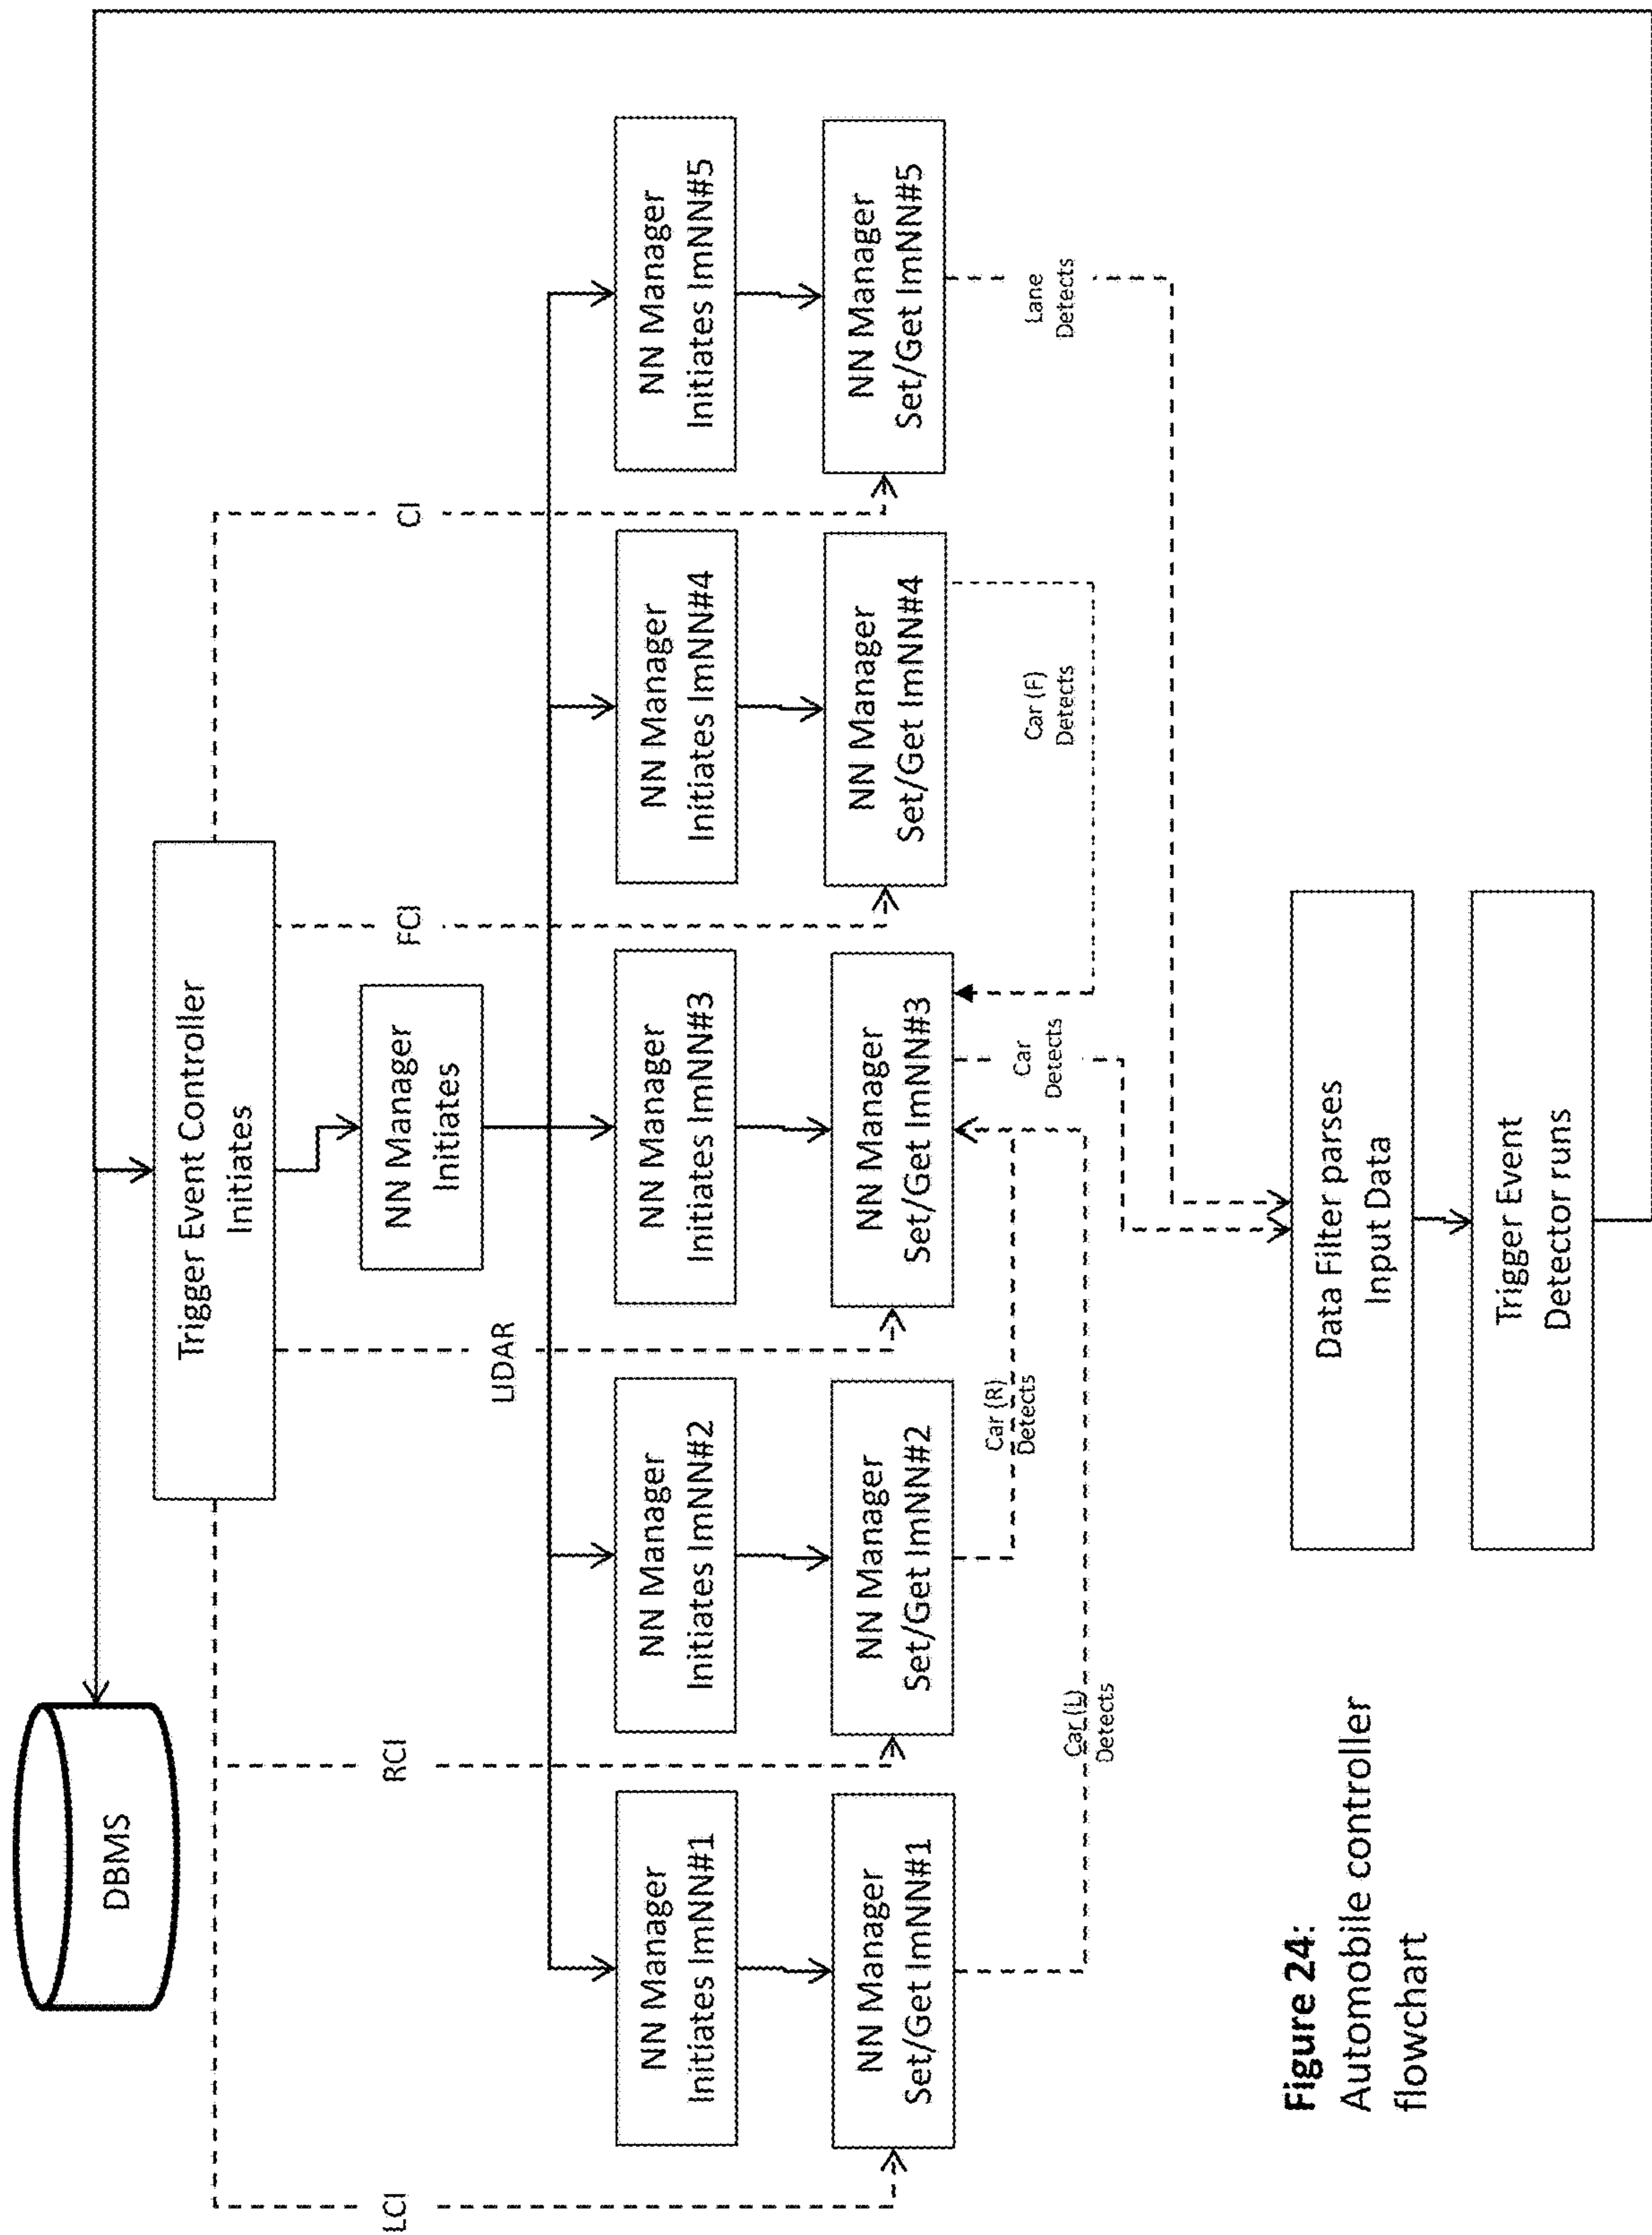 DBMS
Trigger Event Controller
Initiates
NN Manager
Initiates
LCI
RCI
LIDAR
FCI
CI
NN Manager
Initiates ImNN#1
NN Manager
Initiates ImNN#2
NN Manager
Initiates ImNN#3
NN Manager
Initiates ImNN#4
NN Manager
Initiates ImNN#5
NN Manager
Set/Get ImNN#1
NN Manager
Set/Get ImNN#2
NN Manager
Set/Get ImNN#3
NN Manager
Set/Get ImNN#4
NN Manager
Set/Get ImNN#5
Car (L)
Detects
Car (R)
Detects
Car
Detects
Car (F)
Detects
Lane
Detects
Data Filter parses
Input Data
Trigger Event
Detector runs
Figure 24:
Automobile controller
flowchart